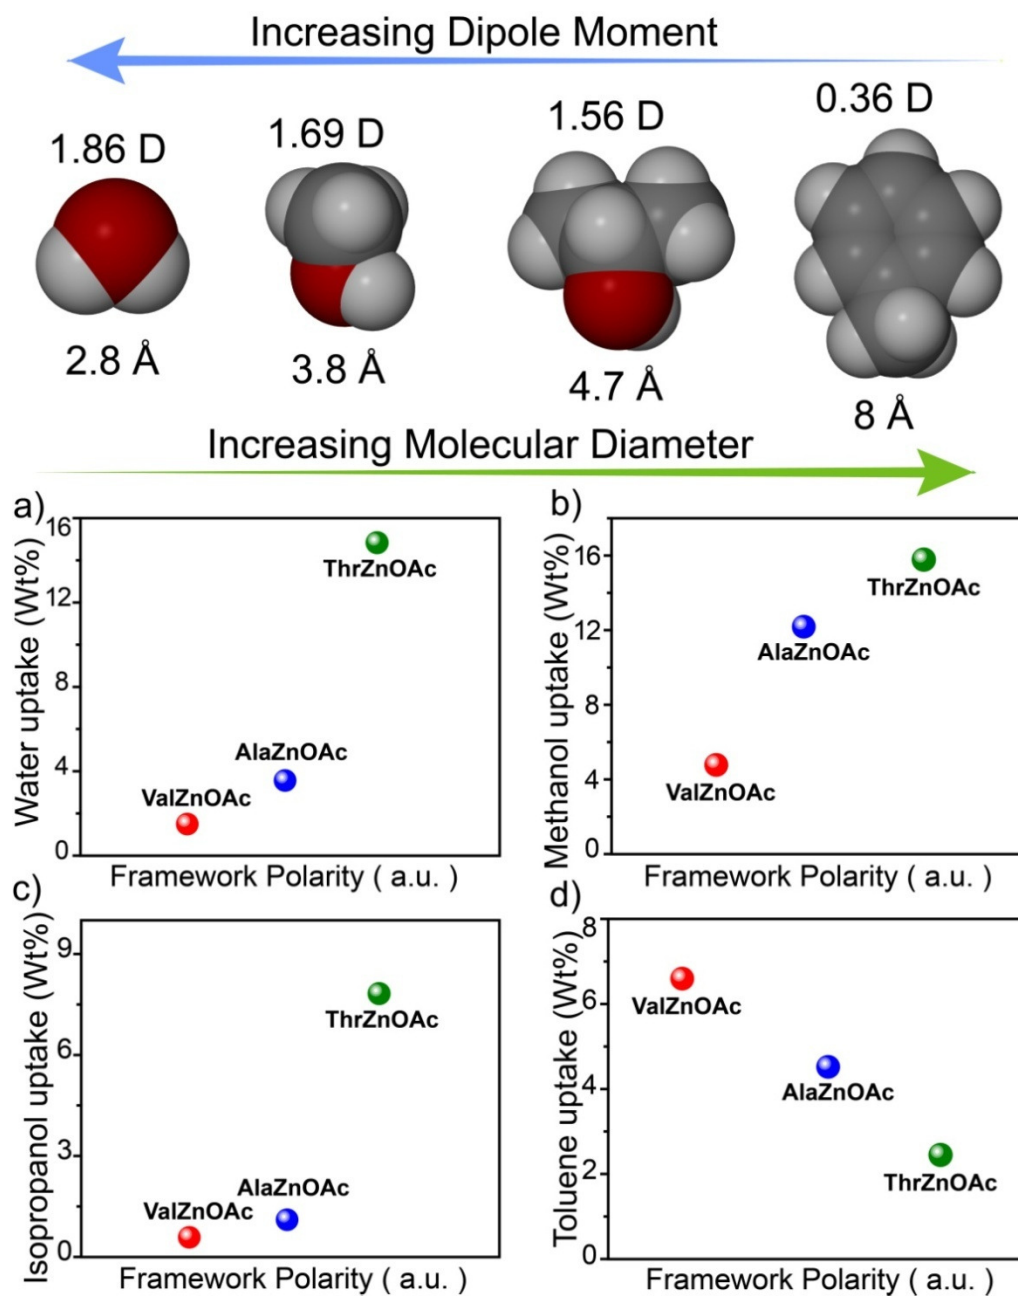 Increasing Dipole Moment
1.86 D
1.69 D
1.56 D
0.36 D
2.8 Å
3.8 Å
4.7 Å
8 Å
Increasing Molecular Diameter
a)
Water uptake (Wt%)
16
12
8
4
0
ThrZnOAc
AlaZnOAc
ValZnOAc
Framework Polarity ( a.u. )
b)
Methanol uptake (Wt%)
16
12
8
4
0
ThrZnOAc
AlaZnOAc
ValZnOAc
Framework Polarity ( a.u. )
c)
Isopropanol uptake (Wt%)
9
6
3
0
ThrZnOAc
AlaZnOAc
ValZnOAc
Framework Polarity ( a.u. )
d)
Toluene uptake (Wt%)
8
6
4
2
0
ValZnOAc
AlaZnOAc
ThrZnOAc
Framework Polarity ( a.u. )